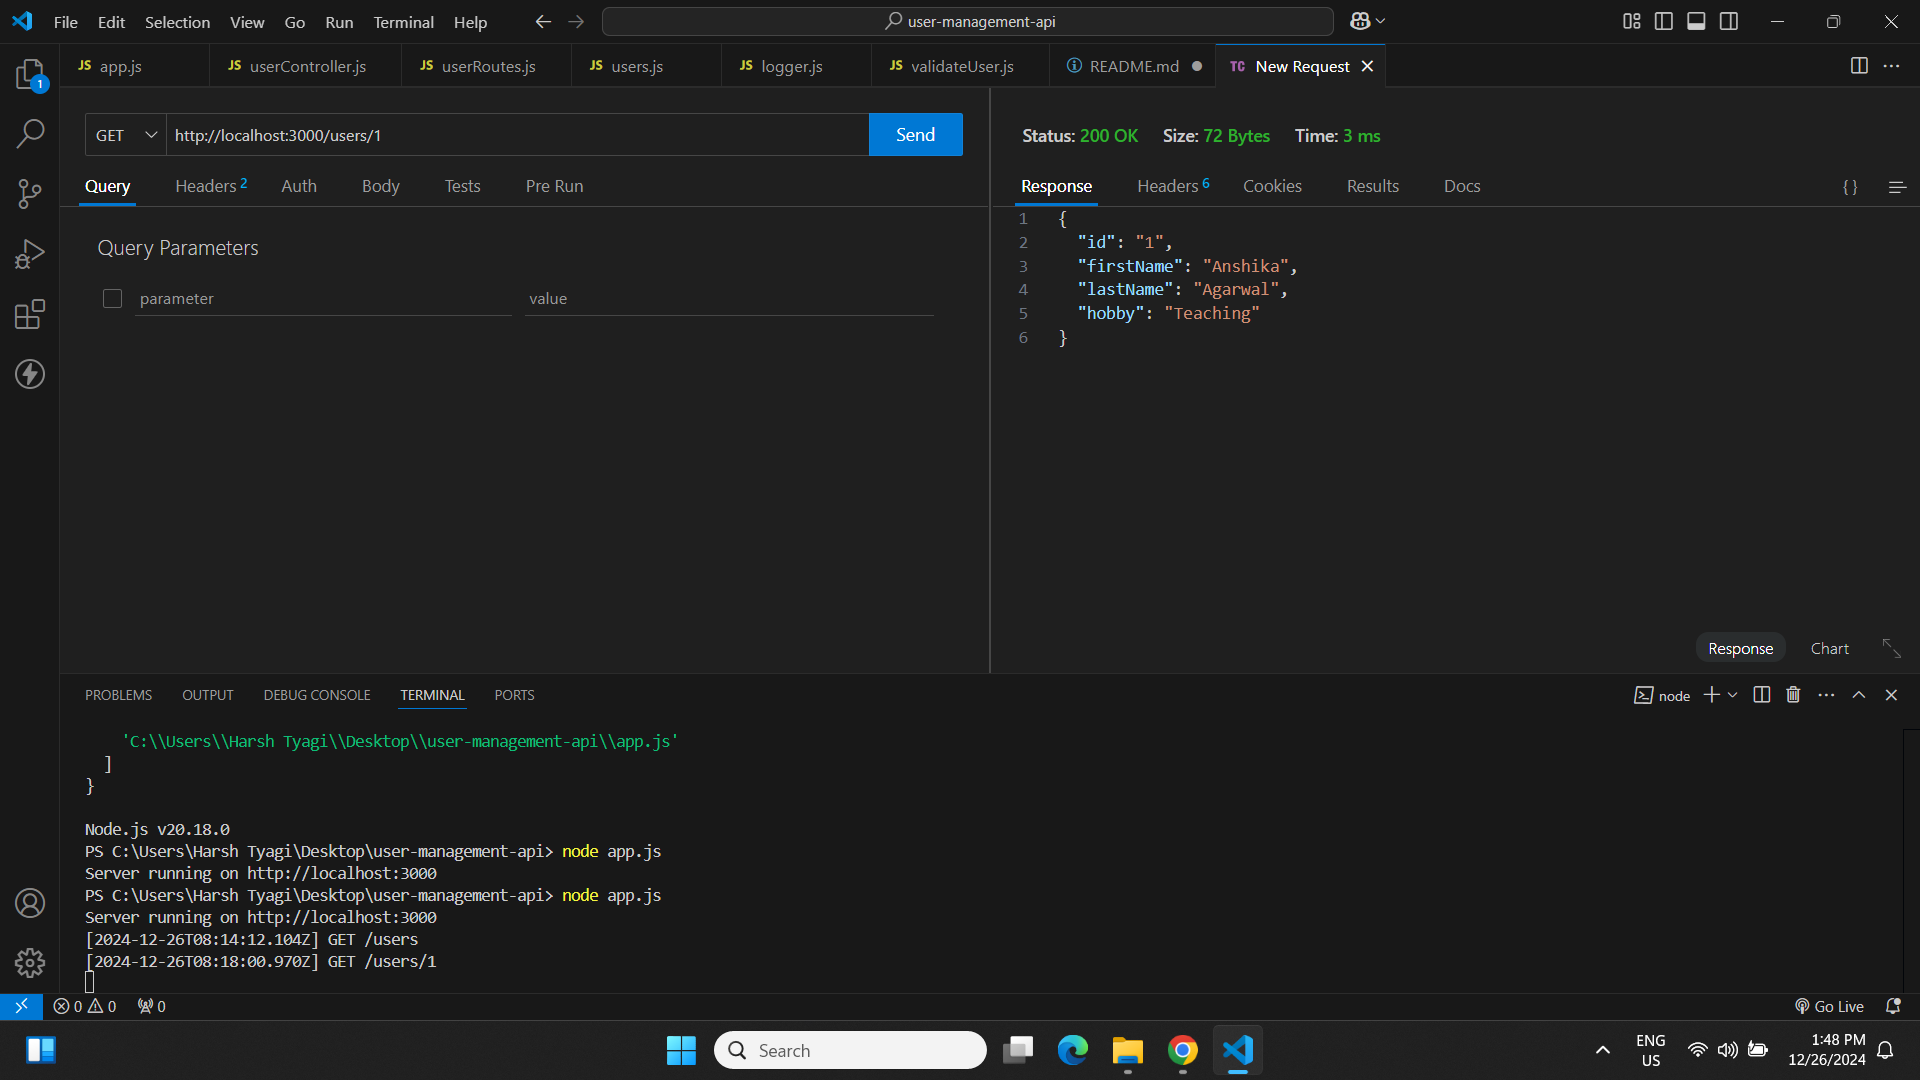 File Edit Selection View Go Run Terminal Help
user-management-api
1
JS app.js
JS userController.js
JS userRoutes.js
JS users.js
JS logger.js
JS validateUser.js
README.md
TC New Request
GET
http://localhost:3000/users/1
Send
Query
Headers 2
Auth
Body
Tests
Pre Run
Query Parameters
parameter
value
Status: 200 OK Size: 72 Bytes Time: 3 ms
Response
Headers 6
Cookies
Results
Docs
{ }
1 {
2 "id": "1",
3 "firstName": "Anshika",
4 "lastName": "Agarwal",
5 "hobby": "Teaching"
6 }
Response
Chart
PROBLEMS OUTPUT DEBUG CONSOLE TERMINAL PORTS
node
'C:\\Users\\Harsh Tyagi\\Desktop\\user-management-api\\app.js'
]
}
Node.js v20.18.0
PS C:\Users\Harsh Tyagi\Desktop\user-management-api> node app.js
Server running on http://localhost:3000
PS C:\Users\Harsh Tyagi\Desktop\user-management-api> node app.js
Server running on http://localhost:3000
[2024-12-26T08:14:12.104Z] GET /users
[2024-12-26T08:18:00.970Z] GET /users/1
0 0 0
Go Live
Search
ENG
US
1:48 PM
12/26/2024